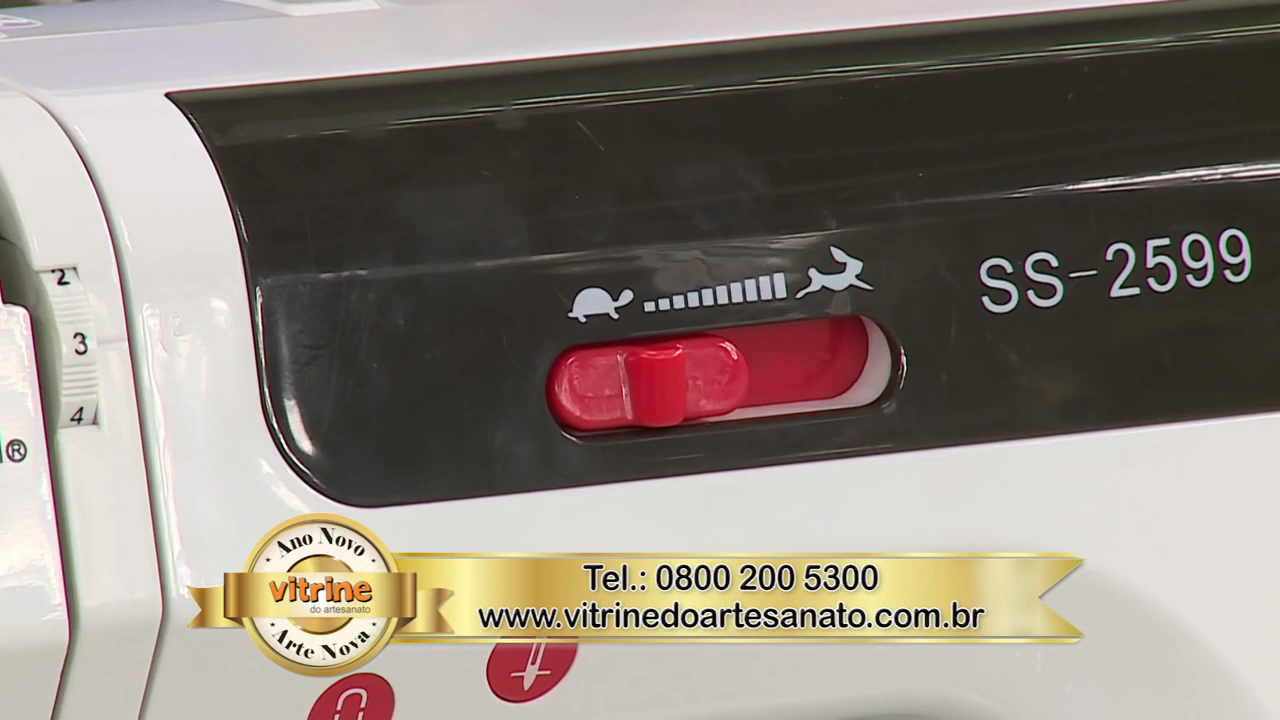 2
3
4
®
SS-2599
Ano Novo
vitrine
do artesanato
Arte Nova
Tel.: 0800 200 5300
www.vitrinedoartesanato.com.br